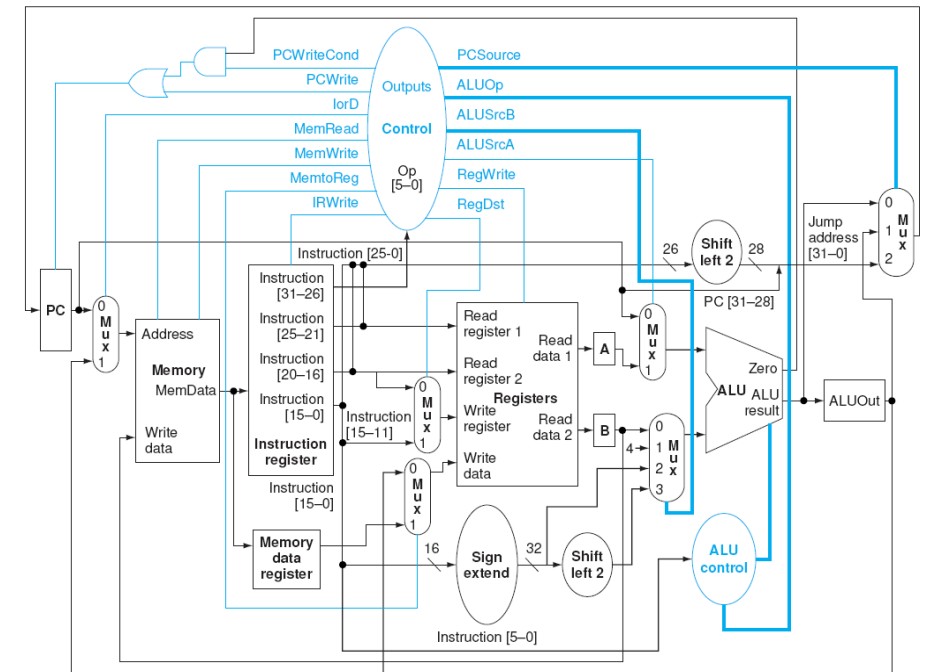 PCWriteCond
PCWrite
IorD
MemRead
MemWrite
MemtoReg
IRWrite
Outputs
Control
Op
[5–0]
PCSource
ALUOp
ALUSrcB
ALUSrcA
RegWrite
RegDst
Instruction [25-0]
26
Shift
left 2
28
Jump
address
[31–0]
0
1
2
M
u
x
PC [31–28]
PC
0
M
u
x
1
Address
Memory
MemData
Write
data
Instruction
[31–26]
Instruction
[25–21]
Instruction
[20–16]
Instruction
[15–0]
Instruction
register
Instruction
[15–0]
Instruction
[15–11]
0
M
u
x
1
0
M
u
x
1
Memory
data
register
Read
register 1
Read
register 2
Registers
Write
register
Write
data
Read
data 1
Read
data 2
A
B
0
M
u
x
1
4
0
1
2
3
M
u
x
Zero
ALU
ALU
result
ALUOut
16
Sign
extend
32
Shift
left 2
ALU
control
Instruction [5–0]